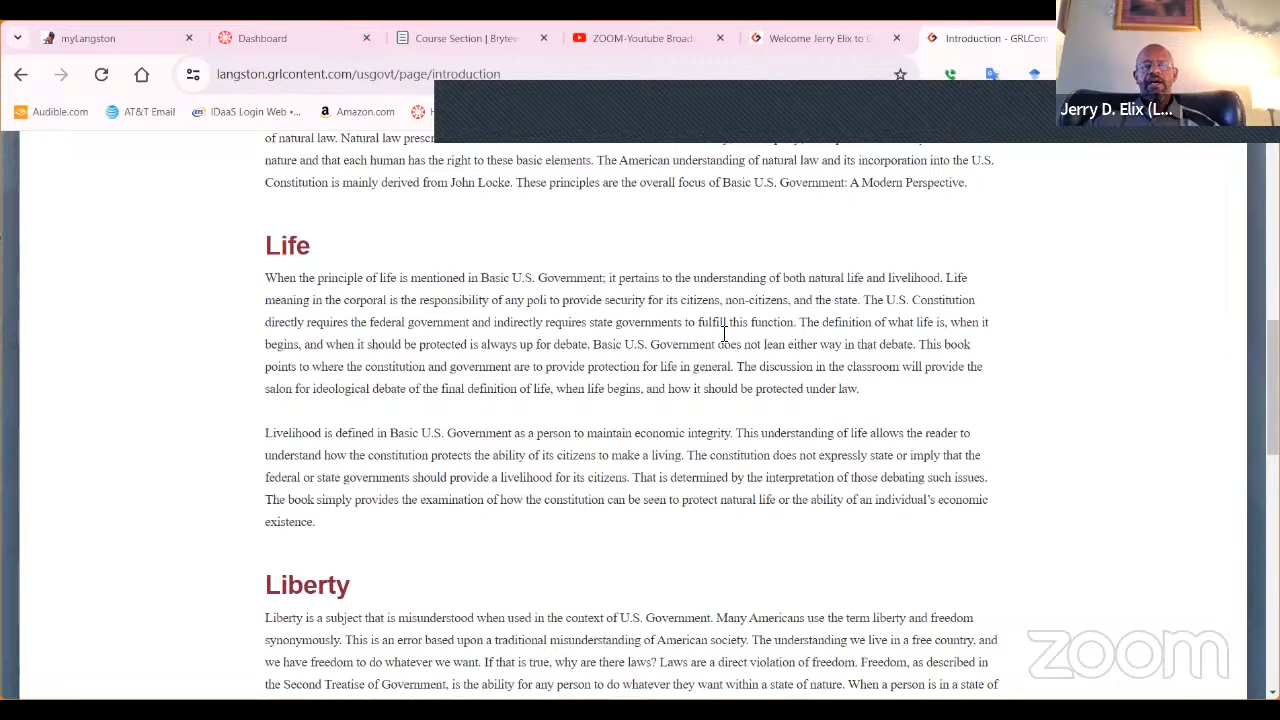 myLangston
Dashboard
Course Section | Brytew
ZOOM-Youtube Broad
Welcome Jerry Elix to G
Introduction - GRLCon
langston.grlcontent.com/usgovt/page/introduction
Audible.com
AT&T Email
IDaaS Login Web •...
Amazon.com
Jerry D. Elix (L...
of natural law. Natural law
nature and that each human has the right to these basic elements. The American understanding of natural law and its incorporation into the U.S.
Constitution is mainly derived from John Locke. These principles are the overall focus of Basic U.S. Government: A Modern Perspective.
Life
When the principle of life is mentioned in Basic U.S. Government; it pertains to the understanding of both natural life and livelihood. Life
meaning in the corporal is the responsibility of any poli to provide security for its citizens, non-citizens, and the state. The U.S. Constitution
directly requires the federal government and indirectly requires state governments to fulfill this function. The definition of what life is, when it
begins, and when it should be protected is always up for debate. Basic U.S. Government does not lean either way in that debate. This book
points to where the constitution and government are to provide protection for life in general. The discussion in the classroom will provide the
salon for ideological debate of the final definition of life, when life begins, and how it should be protected under law.
Livelihood is defined in Basic U.S. Government as a person to maintain economic integrity. This understanding of life allows the reader to
understand how the constitution protects the ability of its citizens to make a living. The constitution does not expressly state or imply that the
federal or state governments should provide a livelihood for its citizens. That is determined by the interpretation of those debating such issues.
The book simply provides the examination of how the constitution can be seen to protect natural life or the ability of an individual's economic
existence.
Liberty
Liberty is a subject that is misunderstood when used in the context of U.S. Government. Many Americans use the term liberty and freedom
synonymously. This is an error based upon a traditional misunderstanding of American society. The understanding we live in a free country, and
we have freedom to do whatever we want. If that is true, why are there laws? Laws are a direct violation of freedom. Freedom, as described in
the Second Treatise of Government, is the ability for any person to do whatever they want within a state of nature. When a person is in a state of
zoom